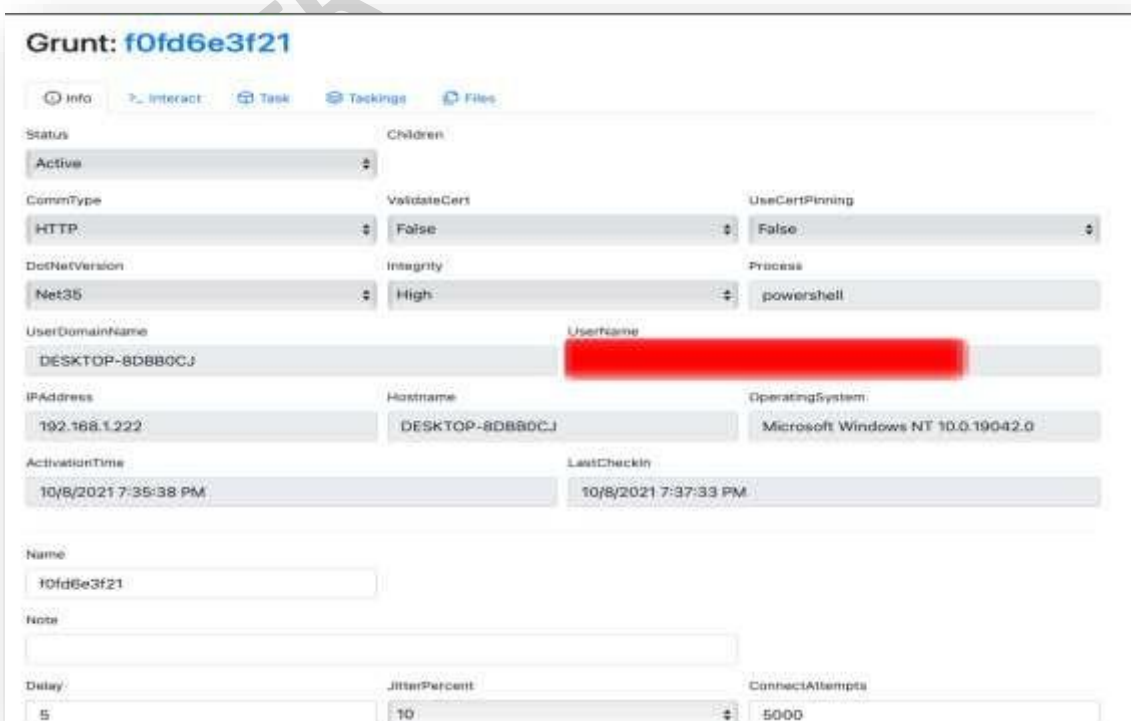 Grunt: f0fd6e3f21
Info >_ Interact Task Taskings Files
Status Children
Active
CommType ValidateCert UseCertPinning
HTTP False False
DotNetVersion Integrity Process
Net35 High powershell
UserDomainName UserName
DESKTOP-8DBB0CJ
IPAddress Hostname OperatingSystem
192.168.1.222 DESKTOP-8DBB0CJ Microsoft Windows NT 10.0.19042.0
ActivationTime LastCheckIn
10/8/2021 7:35:38 PM 10/8/2021 7:37:33 PM
Name
f0fd6e3f21
Note
Delay JitterPercent ConnectAttempts
5 10 5000